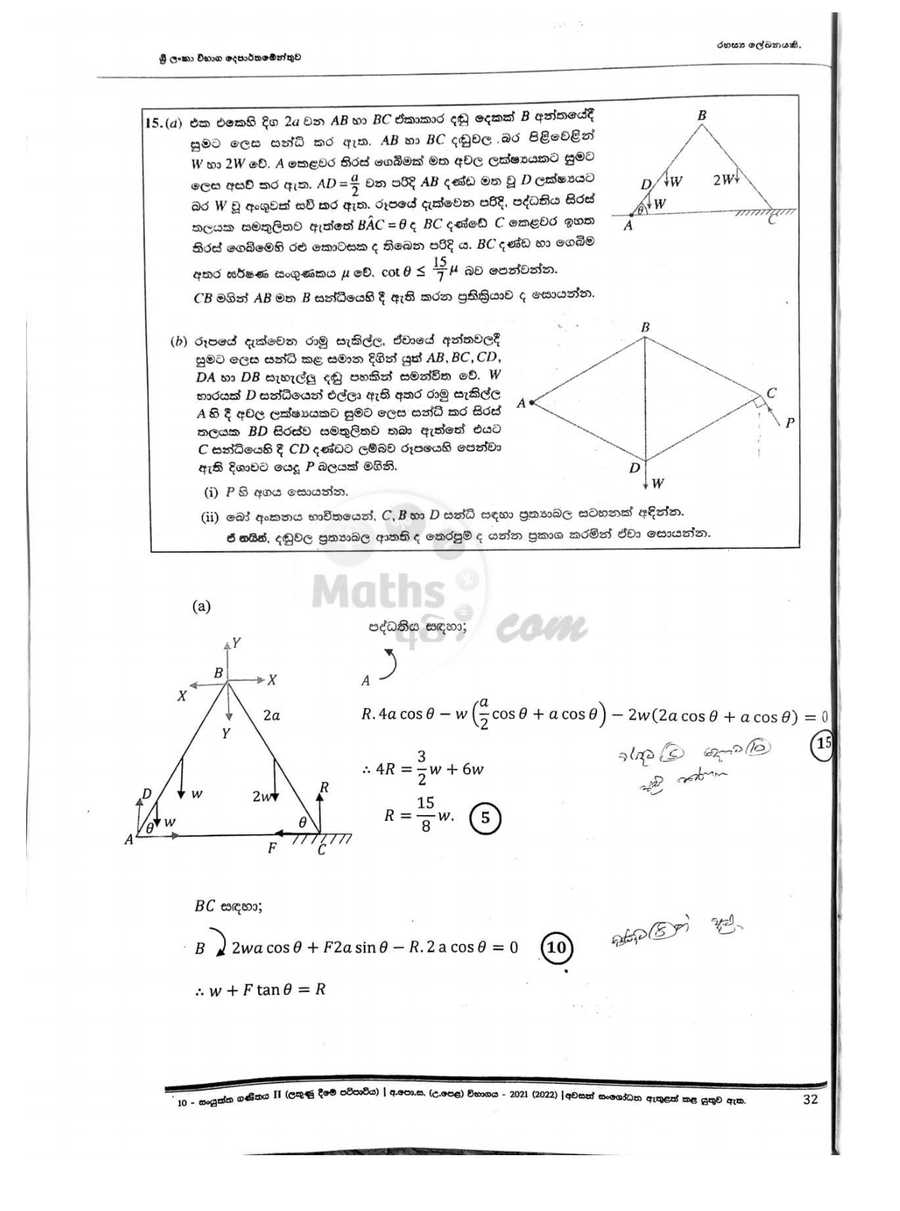 ශ්‍රී ලංකා විභාග දෙපාර්තමේන්තුව
රහස්‍ය ලේඛනයකි.
15.(a) එක එකෙහි දිග 2a වන AB හා BC ඒකාකාර දඬු දෙකක් B අන්තයේදී
සුමට ලෙස සන්ධි කර ඇත. AB හා BC දඬුවල බර පිළිවෙළින්
W හා 2W වේ. A කෙළවර තිරස් ගෙබිමක් මත අචල ලක්ෂ්‍යයකට සුමට
ලෙස අසව් කර ඇත. AD = a/2 වන පරිදි AB දණ්ඩ මත වූ D ලක්ෂ්‍යයට
බර W වූ අංශුවක් සවි කර ඇත. රූපයේ දැක්වෙන පරිදි, පද්ධතිය සිරස්
තලයක සමතුලිතව ඇත්තේ BÂC = θ ද BC දණ්ඩේ C කෙළවර ඉහත
තිරස් ගෙබිමෙහි රළු කොටසක ද තිබෙන පරිදි ය. BC දණ්ඩ හා ගෙබිම
අතර ඝර්ෂණ සංගුණකය μ වේ. cot θ ≤ 15/7 μ බව පෙන්වන්න.
CB මගින් AB මත B සන්ධියෙහි දී ඇති කරන ප්‍රතික්‍රියාව ද සොයන්න.
B
D
W
2W
W
θ
A
C
(b) රූපයේ දැක්වෙන රාමු සැකිල්ල, ඒවායේ අන්තවලදී
සුමට ලෙස සන්ධි කළ සමාන දිගින් යුත් AB, BC, CD,
DA හා DB සැහැල්ලු දඬු පහකින් සමන්විත වේ. W
භාරයක් D සන්ධියෙන් එල්ලා ඇති අතර රාමු සැකිල්ල
A හි දී අචල ලක්ෂ්‍යයකට සුමට ලෙස සන්ධි කර සිරස්
තලයක BD සිරස්ව සමතුලිතව තබා ඇත්තේ එයට
C සන්ධියෙහි දී CD දණ්ඩට ලම්බව රූපයෙහි පෙන්වා
ඇති දිශාවට යෙදූ P බලයක් මගිනි.
(i) P හි අගය සොයන්න.
(ii) බෝ අංකනය භාවිතයෙන්, C, B හා D සන්ධි සඳහා ප්‍රත්‍යාබල සටහනක් අඳින්න.
ඒ නයින්, දඬුවල ප්‍රත්‍යාබල ආතති ද තෙරපුම් ද යන්න ප්‍රකාශ කරමින් ඒවා සොයන්න.
B
A
C
P
D
W
Maths
අපි com
(a)
පද්ධතිය සඳහා;
A
R.4a cos θ − w (a/2 cos θ + a cos θ) − 2w(2a cos θ + a cos θ) = 0
15
∴ 4R = 3/2 w + 6w
R = 15/8 w.
5
Y
B
X
X
Y
2a
D
w
2w
R
w
θ
θ
A
F
C
BC සඳහා;
B 2wa cos θ + F2a sin θ − R. 2 a cos θ = 0
10
∴ w + F tan θ = R
10 - සංයුක්ත ගණිතය II (ලකුණු දීමේ පටිපාටිය) | අ.පො.ස. (උ.පෙළ) විභාගය - 2021 (2022) | අවසන් සංශෝධන ඇතුළත් කළ යුතුව ඇත.
32